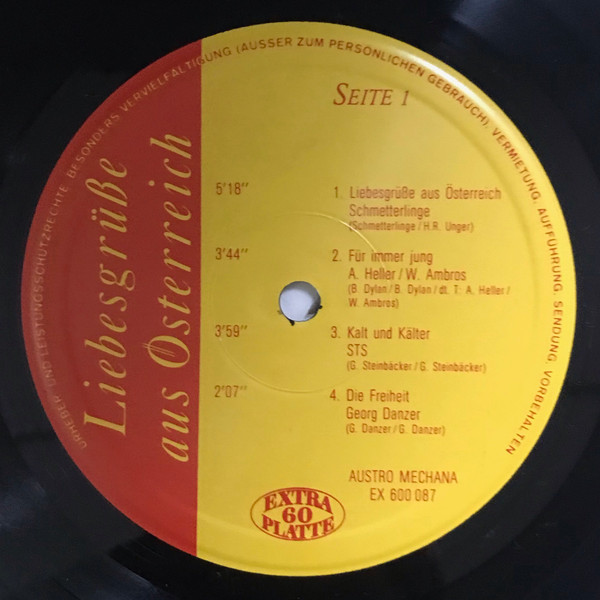 URHEBER UND LEISTUNGSSCHUTZRECHTE, BESONDERS VERVIELFÄLTIGUNG (AUSSER ZUM PERSÖNLICHEN GEBRAUCH), VERMIETUNG, AUFFÜHRUNG, SENDUNG, VORBEHALTEN
Liebesgrüße
aus Österreich
SEITE 1
5'18" 1. Liebesgrüße aus Österreich
Schmetterlinge
(Schmetterlinge/H.R. Unger)
3'44" 2. Für immer jung
A. Heller/W. Ambros
(B. Dylan/B. Dylan/dt. T: A. Heller/
W. Ambros)
3'59" 3. Kalt und Kälter
STS
(G. Steinbäcker/G. Steinbäcker)
2'07" 4. Die Freiheit
Georg Danzer
(G. Danzer/G. Danzer)
AUSTRO MECHANA
EX 600 087
EXTRA
60
PLATTE